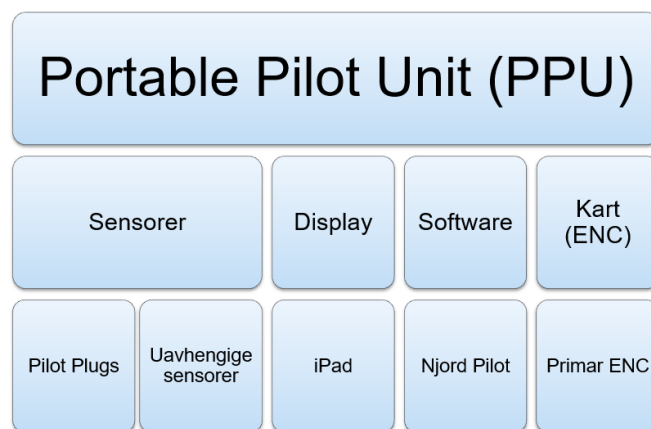 Portable Pilot Unit (PPU)
Sensorer
Display
Software
Kart
(ENC)
Pilot Plugs
Uavhengige
sensorer
iPad
Njord Pilot
Primar ENC